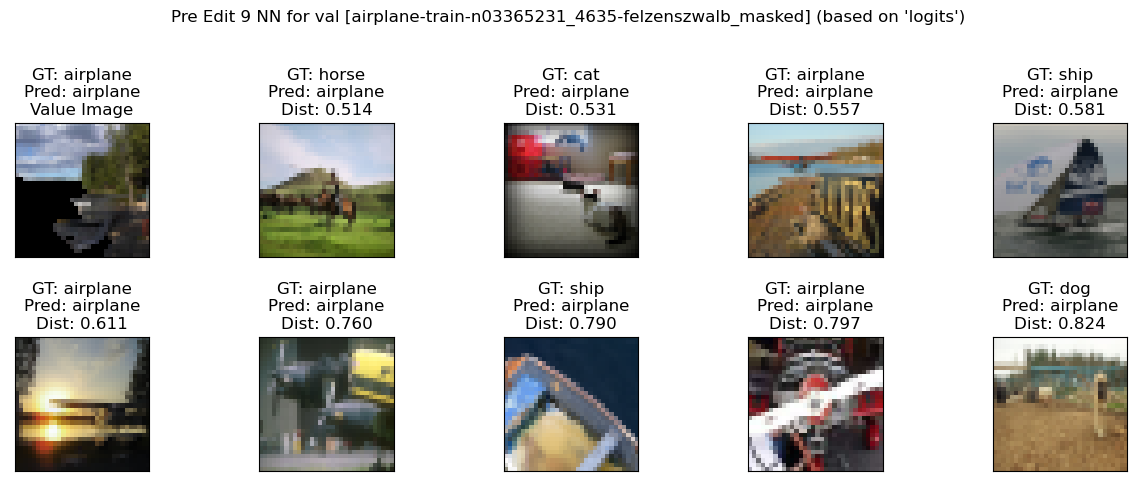 Pre Edit 9 NN for val [airplane-train-n03365231_4635-felzenszwalb_masked] (based on 'logits')
GT: airplane
Pred: airplane
Value Image
GT: horse
Pred: airplane
Dist: 0.514
GT: cat
Pred: airplane
Dist: 0.531
GT: airplane
Pred: airplane
Dist: 0.557
GT: ship
Pred: airplane
Dist: 0.581
GT: airplane
Pred: airplane
Dist: 0.611
GT: airplane
Pred: airplane
Dist: 0.760
GT: ship
Pred: airplane
Dist: 0.790
GT: airplane
Pred: airplane
Dist: 0.797
GT: dog
Pred: airplane
Dist: 0.824